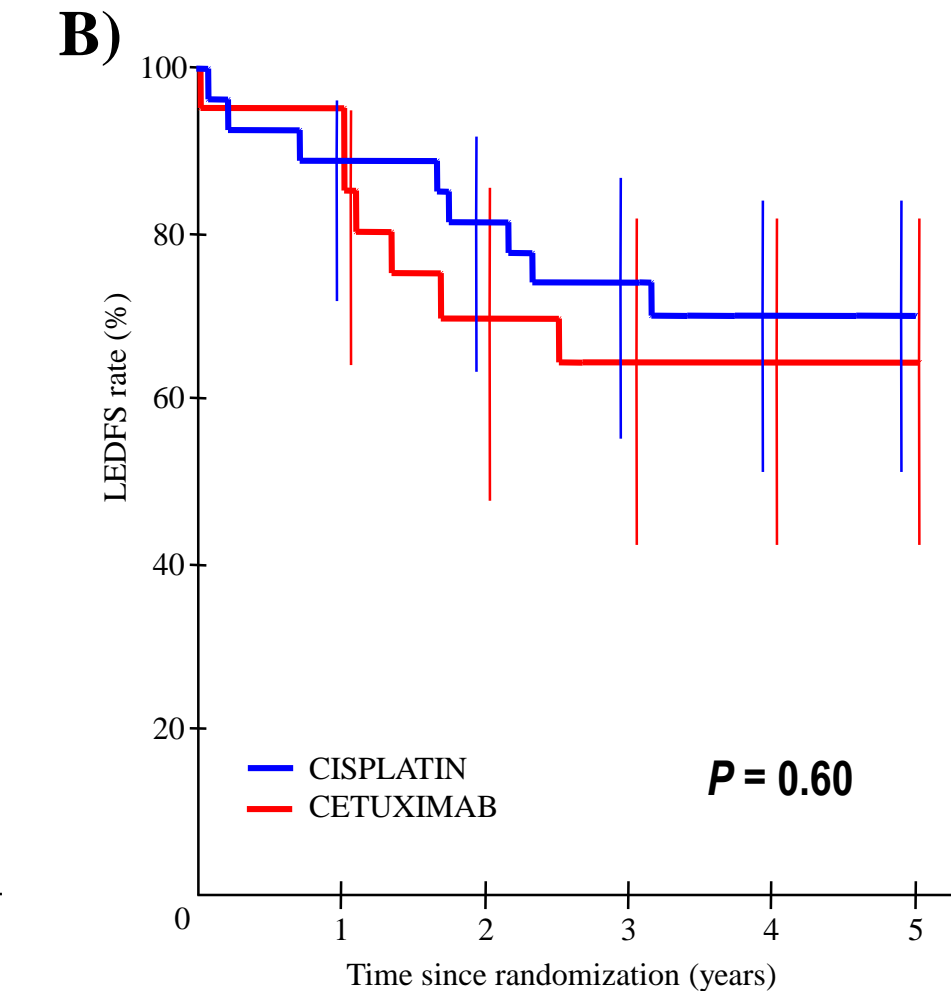 B)
100
80
60
40
20
0
LEDFS rate (%)
CISPLATIN
CETUXIMAB
P = 0.60
1 2 3 4 5
Time since randomization (years)